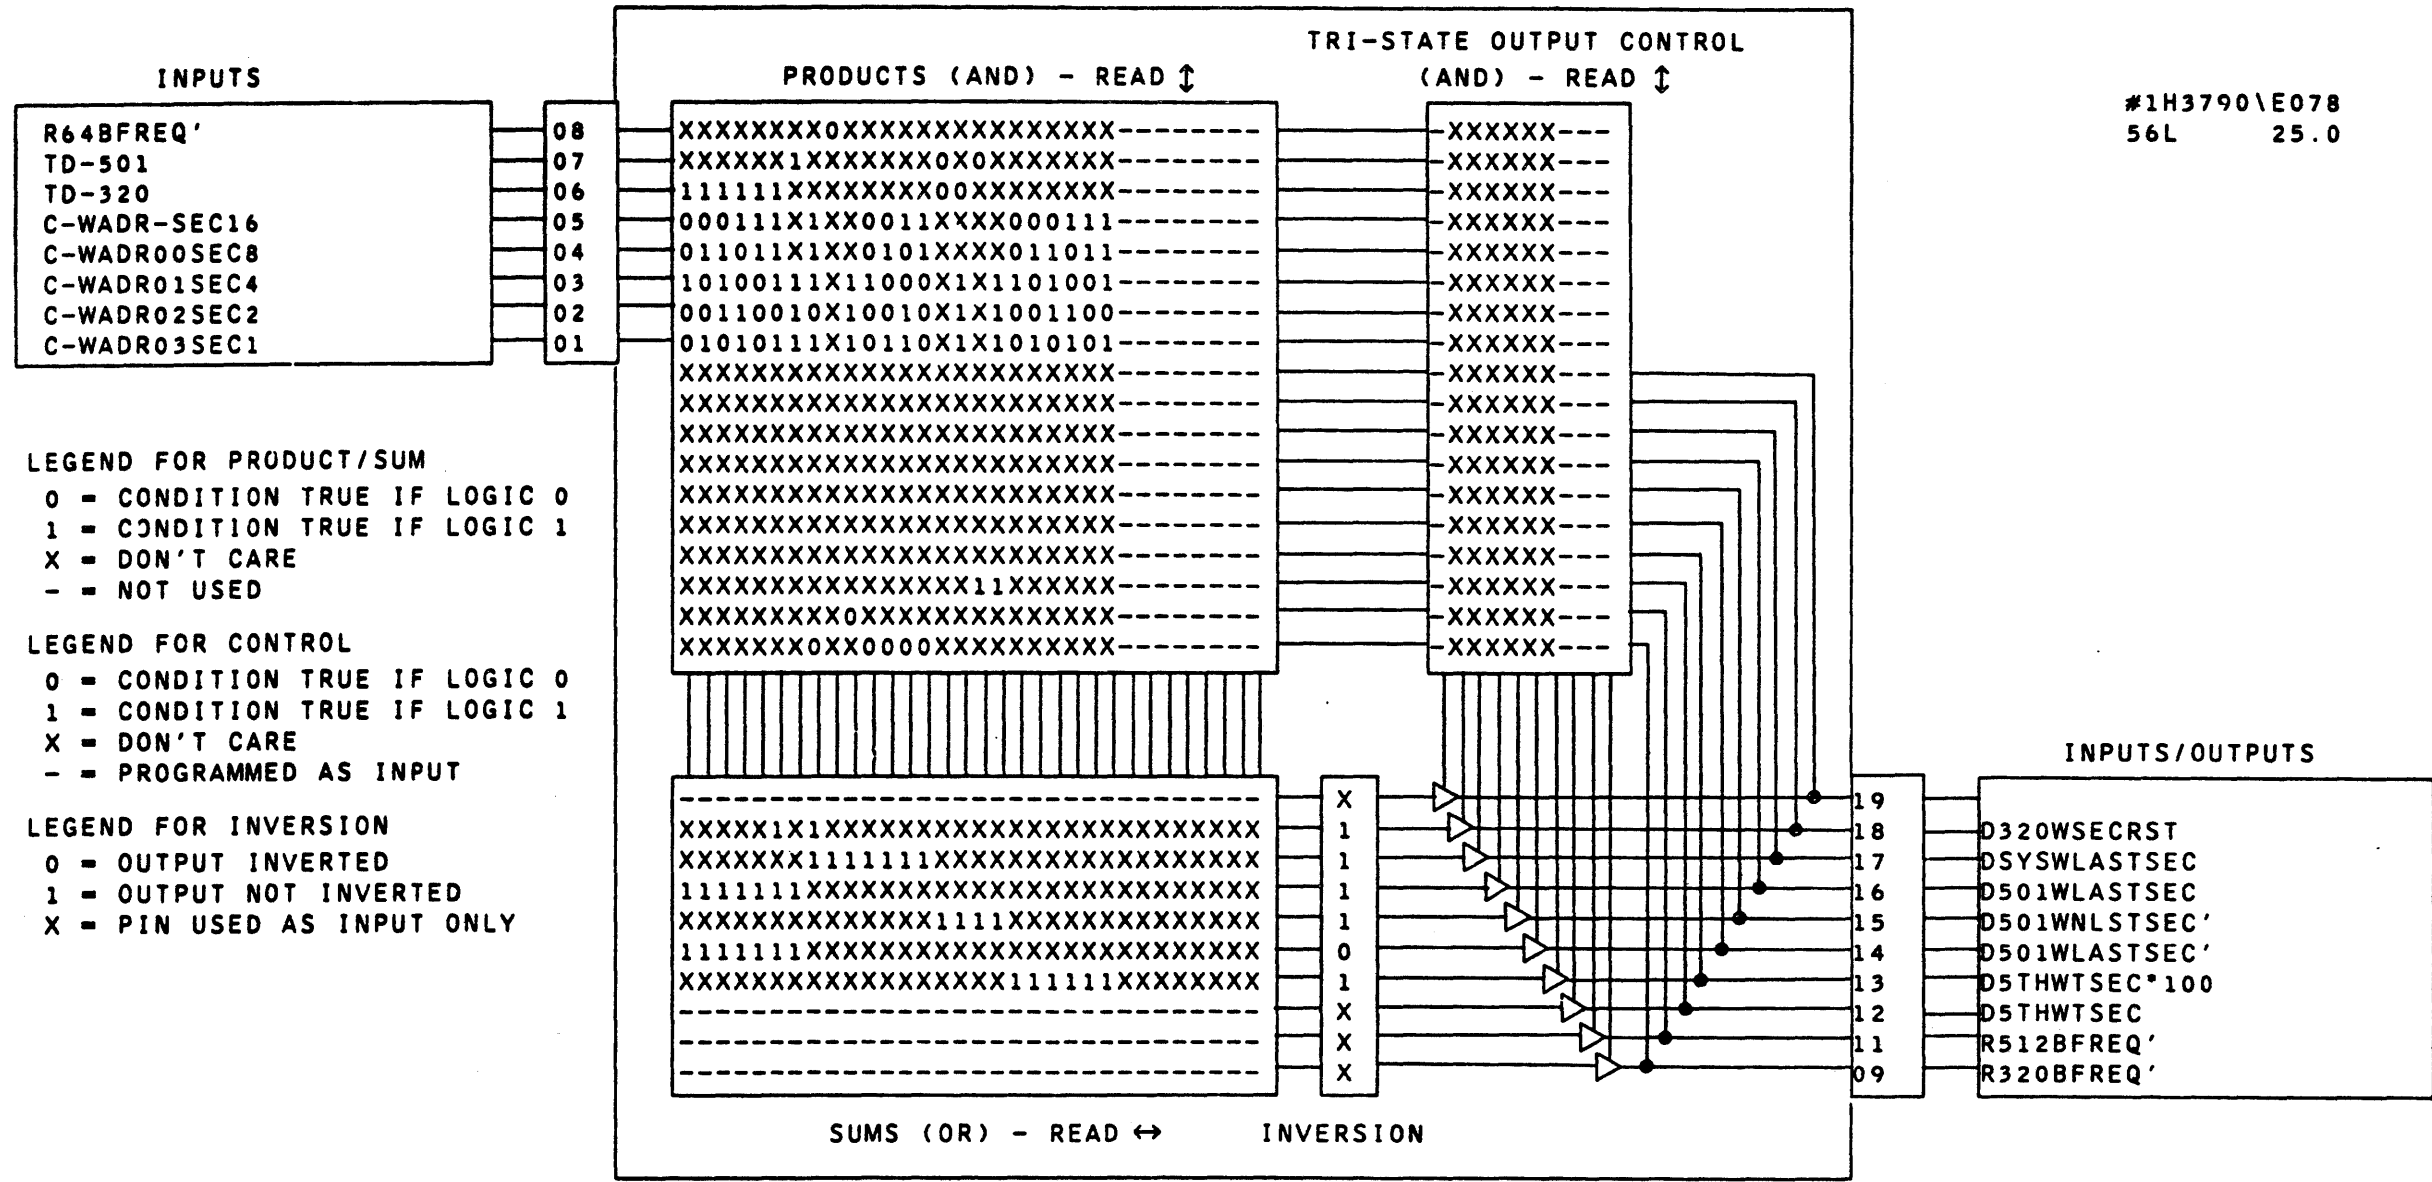 TRI-STATE OUTPUT CONTROL
INPUTS
PRODUCTS (AND) - READ ↕
(AND) - READ ↕
#1H3790\E078
56L 25.0
R64BFREQ' 08 XXXXXXXX0XXXXXXXXXXXXXXX-------- -XXXXXX---
TD-501 07 XXXXXX1XXXXXXX0X0XXXXXXX-------- -XXXXXX---
TD-320 06 111111XXXXXXXX00XXXXXXXX-------- -XXXXXX---
C-WADR-SEC16 05 000111X1XX0011XXXX000111-------- -XXXXXX---
C-WADR00SEC8 04 011011X1XX0101XXXX011011-------- -XXXXXX---
C-WADR01SEC4 03 10100111X11000X1X1101001-------- -XXXXXX---
C-WADR02SEC2 02 00110010X10010X1X1001100-------- -XXXXXX---
C-WADR03SEC1 01 01010111X10110X1X1010101-------- -XXXXXX---
XXXXXXXXXXXXXXXXXXXXXXXX-------- -XXXXXX---
XXXXXXXXXXXXXXXXXXXXXXXX-------- -XXXXXX---
XXXXXXXXXXXXXXXXXXXXXXXX-------- -XXXXXX---
XXXXXXXXXXXXXXXXXXXXXXXX-------- -XXXXXX---
XXXXXXXXXXXXXXXXXXXXXXXX-------- -XXXXXX---
XXXXXXXXXXXXXXXXXXXXXXXX-------- -XXXXXX---
XXXXXXXXXXXXXXXXXXXXXXXX-------- -XXXXXX---
XXXXXXXXXXXXXXXX11XXXXXX-------- -XXXXXX---
XXXXXXXXX0XXXXXXXXXXXXXX-------- -XXXXXX---
XXXXXXX0XX0000XXXXXXXXXX-------- -XXXXXX---
LEGEND FOR PRODUCT/SUM
0 = CONDITION TRUE IF LOGIC 0
1 = CONDITION TRUE IF LOGIC 1
X = DON'T CARE
- = NOT USED
LEGEND FOR CONTROL
0 = CONDITION TRUE IF LOGIC 0
1 = CONDITION TRUE IF LOGIC 1
X = DON'T CARE
- = PROGRAMMED AS INPUT
LEGEND FOR INVERSION
0 = OUTPUT INVERTED
1 = OUTPUT NOT INVERTED
X = PIN USED AS INPUT ONLY
INPUTS/OUTPUTS
-------------------------------- X 19
XXXXX1X1XXXXXXXXXXXXXXXXXXXXXXXX 1 18 D320WSECRST
XXXXXXX1111111XXXXXXXXXXXXXXXXXX 1 17 DSYSWLASTSEC
1111111XXXXXXXXXXXXXXXXXXXXXXXXX 1 16 D501WLASTSEC
XXXXXXXXXXXXXX1111XXXXXXXXXXXXXX 1 15 D501WNLSTSEC'
1111111XXXXXXXXXXXXXXXXXXXXXXXXX 0 14 D501WLASTSEC'
XXXXXXXXXXXXXXXXXX111111XXXXXXXX 1 13 D5THWTSEC*100
-------------------------------- X 12 D5THWTSEC
-------------------------------- X 11 R512BFREQ'
-------------------------------- X 09 R320BFREQ'
SUMS (OR) - READ ↔ INVERSION